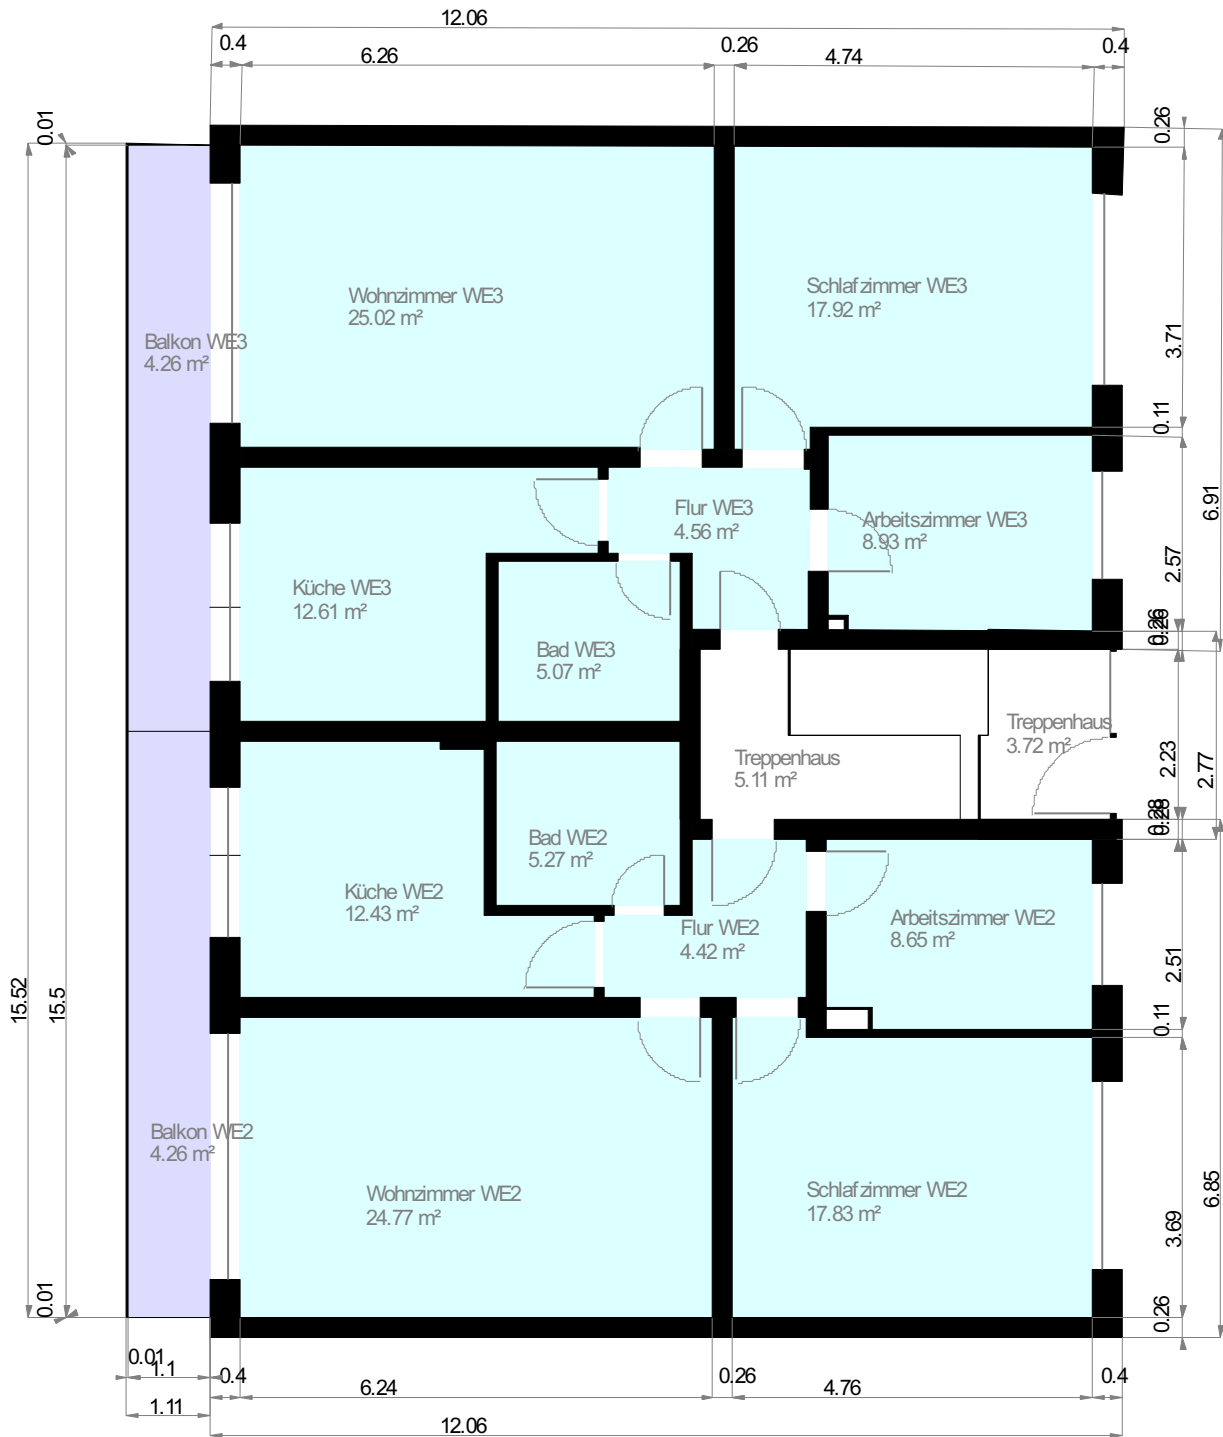 12.06
0.4
6.26
0.26
4.74
0.4
0.01
0.26
Wohnzimmer WE3
25.02 m²
Schlafzimmer WE3
17.92 m²
Balkon WE3
4.26 m²
3.71
0.11
6.91
Flur WE3
4.56 m²
Arbeitszimmer WE3
8.93 m²
2.57
Küche WE3
12.61 m²
Bad WE3
5.07 m²
0.26
Treppenhaus
3.72 m²
Treppenhaus
5.11 m²
2.23
2.77
0.28
Bad WE2
5.27 m²
Küche WE2
12.43 m²
Flur WE2
4.42 m²
Arbeitszimmer WE2
8.65 m²
2.51
15.52
15.5
0.11
Balkon WE2
4.26 m²
Wohnzimmer WE2
24.77 m²
Schlafzimmer WE2
17.83 m²
6.85
3.69
0.01
0.26
0.01
1.1
0.4
6.24
0.26
4.76
0.4
1.11
12.06